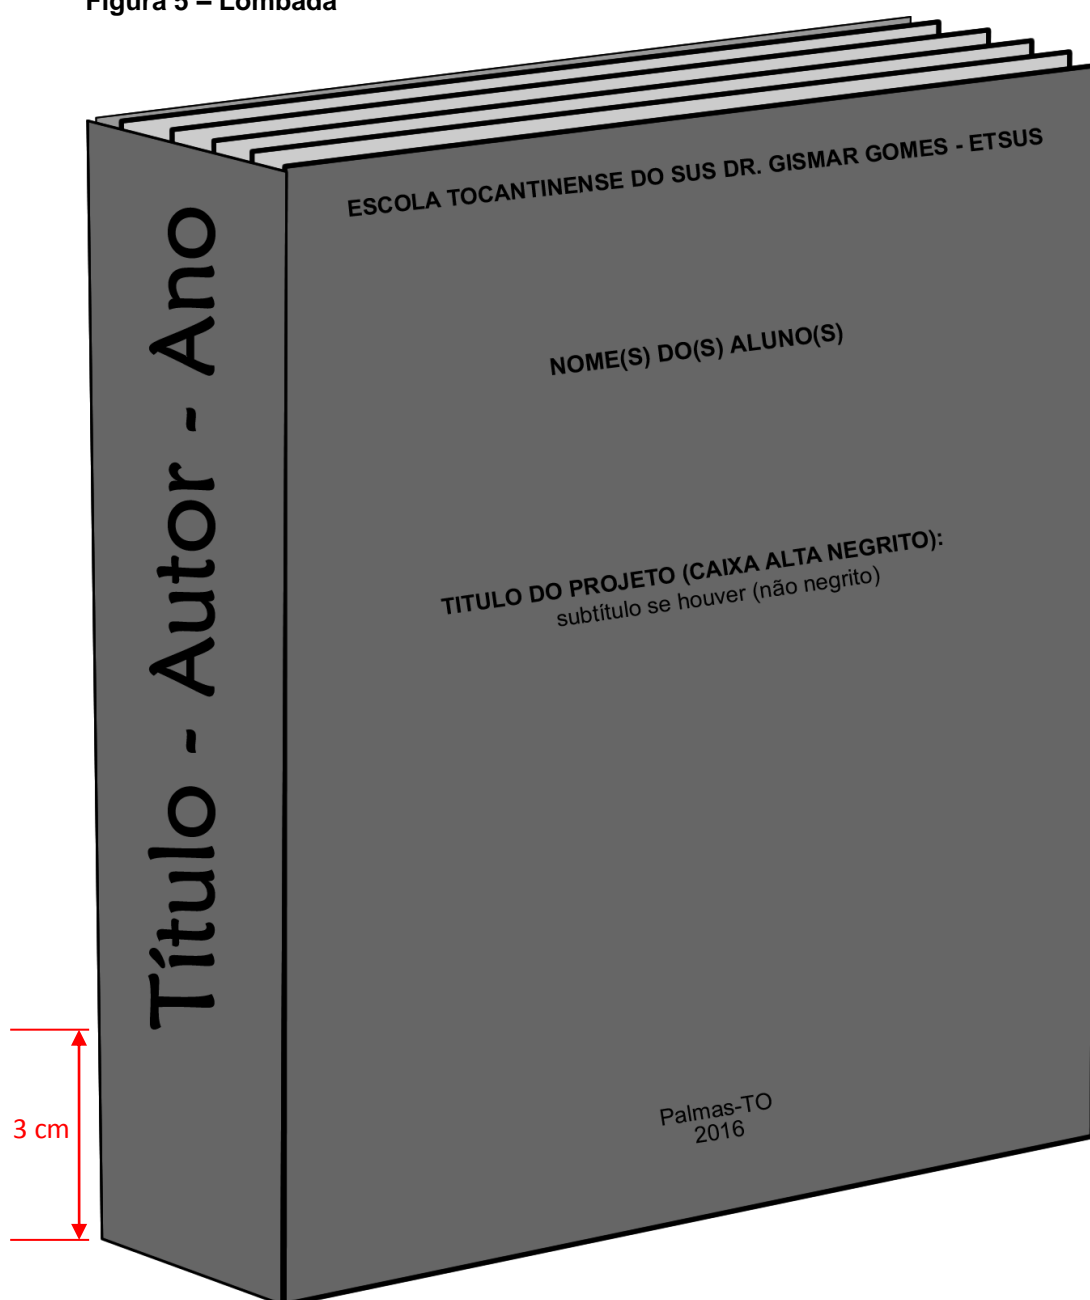 Figura 5 – Lombada
ESCOLA TOCANTINENSE DO SUS DR. GISMAR GOMES - ETSUS
NOME(S) DO(S) ALUNO(S)
TITULO DO PROJETO (CAIXA ALTA NEGRITO):
subtítulo se houver (não negrito)
Palmas-TO
2016
Título - Autor - Ano
3 cm